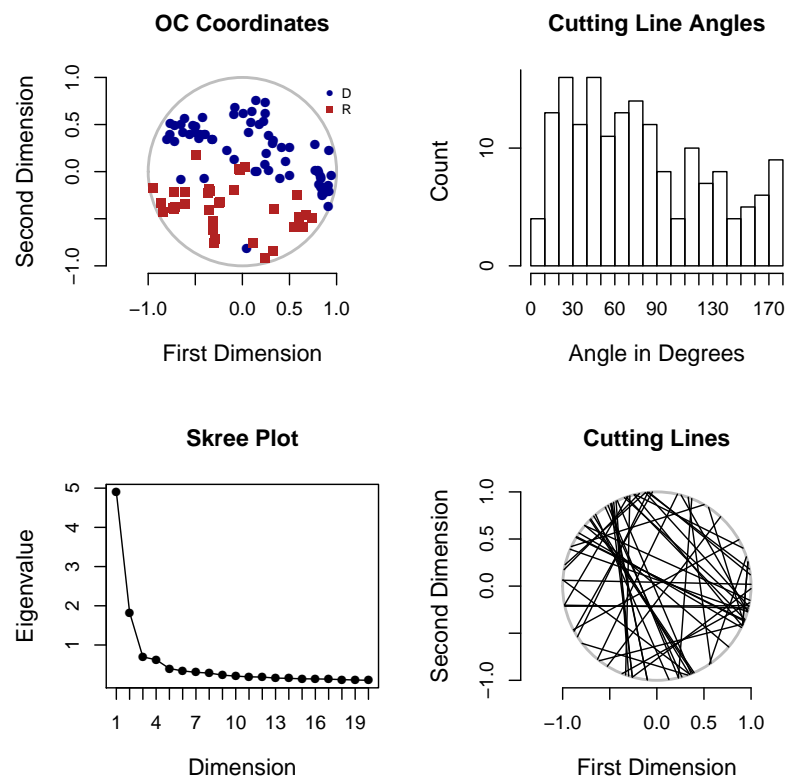 OC Coordinates
Second Dimension
1.0
0.5
0.0
−1.0
D
R
−1.0
0.0
0.5
1.0
First Dimension
Cutting Line Angles
Count
10
0
0
30
60
90
130
170
Angle in Degrees
Skree Plot
Eigenvalue
5
4
3
2
1
1
4
7
10
13
16
19
Dimension
Cutting Lines
Second Dimension
1.0
0.5
0.0
−1.0
−1.0
0.0
0.5
1.0
First Dimension